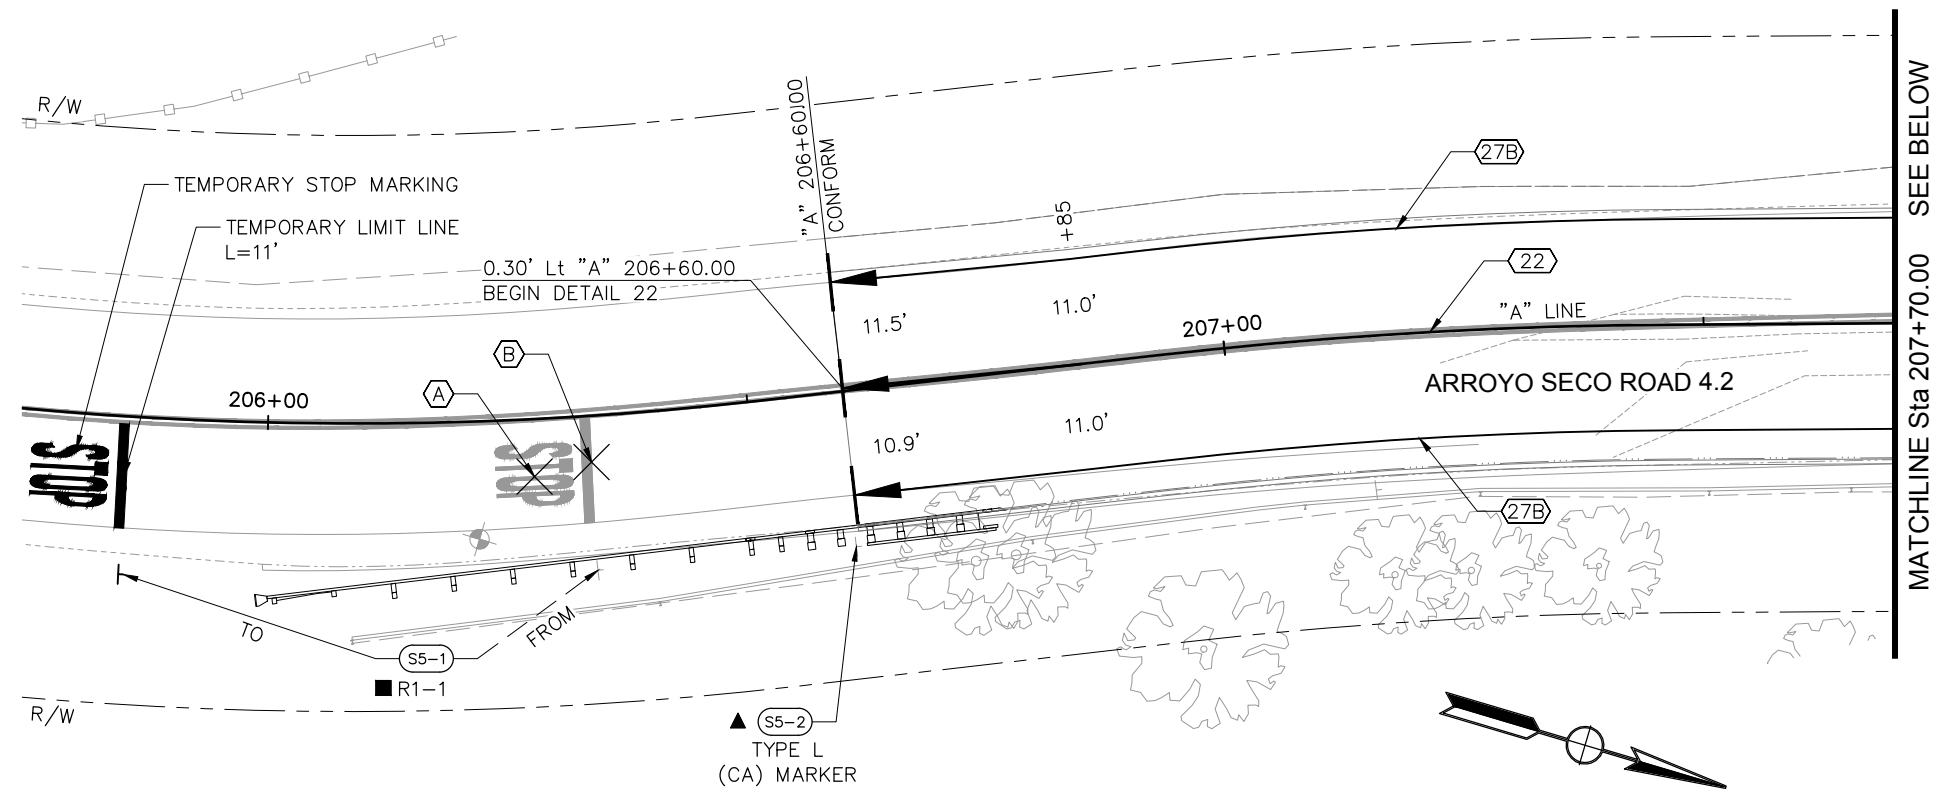 R/W
TEMPORARY STOP MARKING
TEMPORARY LIMIT LINE
L=11'
"A" 206+60.00
CONFORM
+85
27B
SEE BELOW
0.30' Lt "A" 206+60.00
BEGIN DETAIL 22
22
11.5'
11.0'
207+00
"A" LINE
B
A
206+00
ARROYO SECO ROAD 4.2
MATCHLINE Sta 207+70.00
STOP
STOP
10.9'
11.0'
27B
TO
FROM
S5-1
R1-1
R/W
S5-2
TYPE L
(CA) MARKER